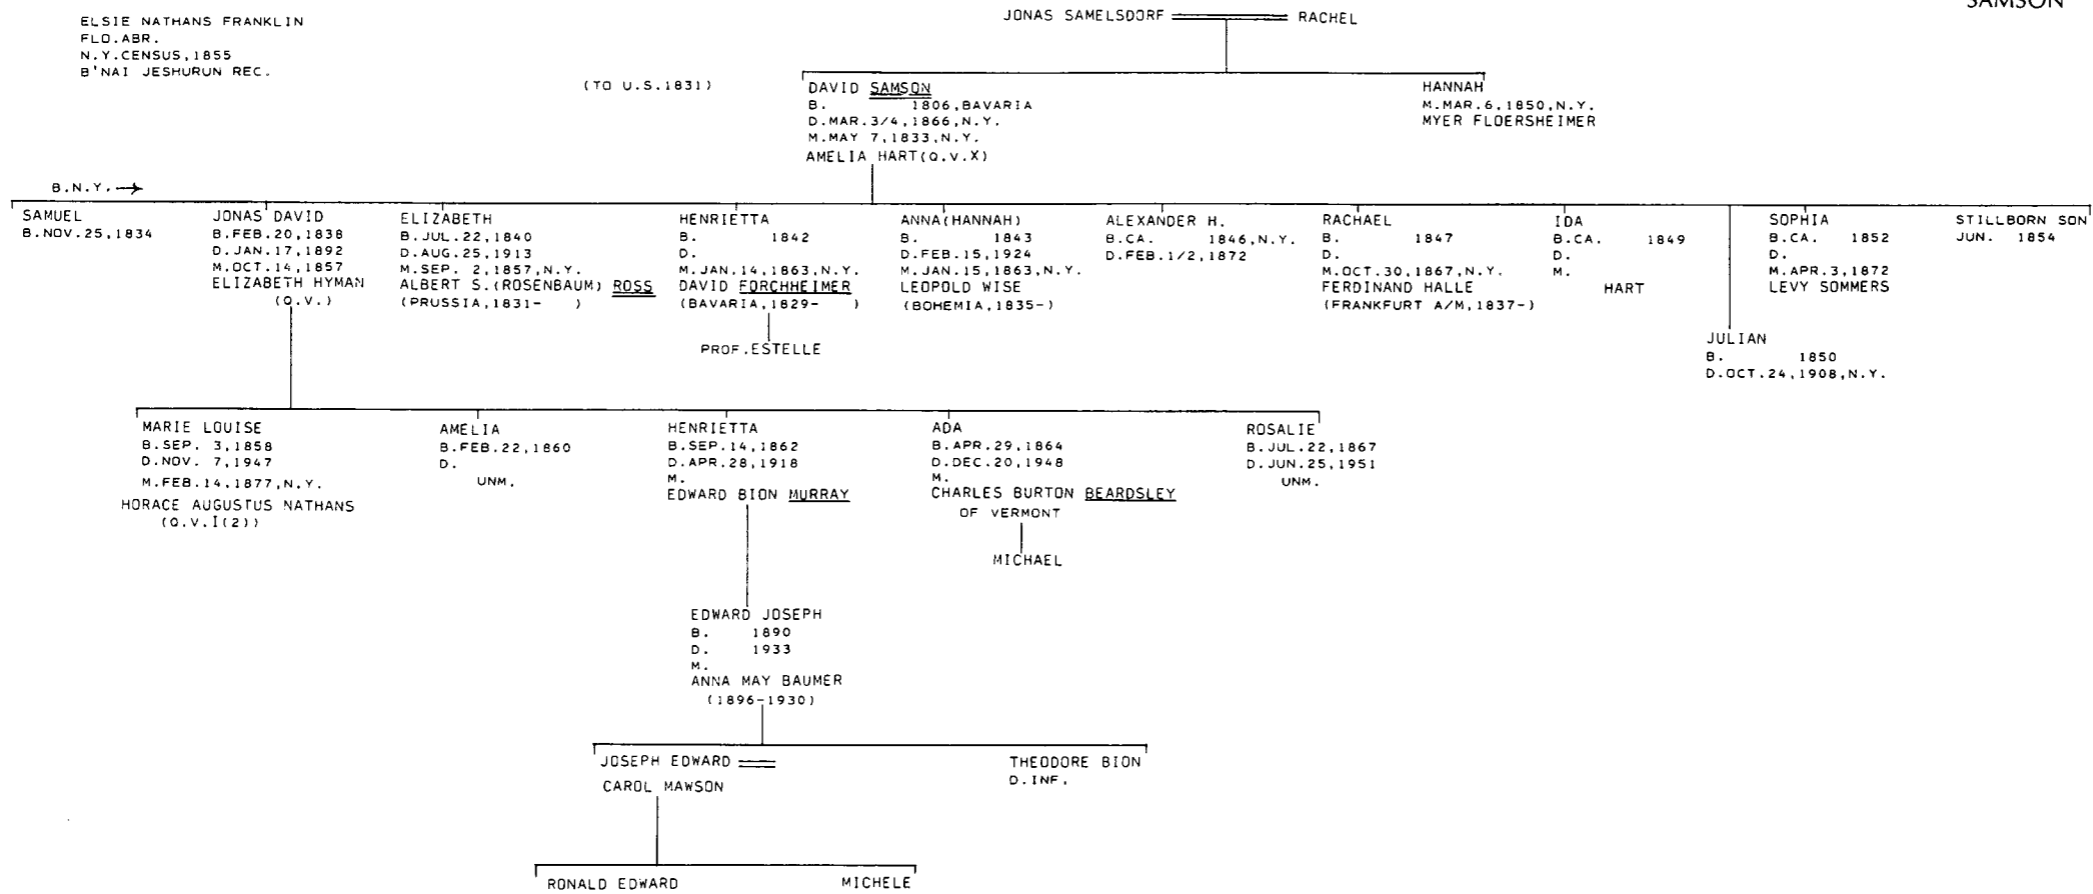 SAMSON
ELSIE NATHANS FRANKLIN
FLO.ABR.
N.Y.CENSUS,1855
B'NAI JESHURUN REC.
JONAS SAMELSDORF RACHEL
(TO U.S.1831)
DAVID SAMSON
B. 1806,BAVARIA
D.MAR.3/4,1866,N.Y.
M.MAY 7,1833,N.Y.
AMELIA HART(Q.V.X)
HANNAH
M.MAR.6,1850,N.Y.
MYER FLOERSHEIMER
B.N.Y.→
SAMUEL
B.NOV.25,1834
JONAS DAVID
B.FEB.20,1838
D.JAN.17,1892
M.OCT.14,1857
ELIZABETH HYMAN
(Q.V.)
ELIZABETH
B.JUL.22,1840
D.AUG.25,1913
M.SEP. 2,1857,N.Y.
ALBERT S.(ROSENBAUM) ROSS
(PRUSSIA,1831- )
HENRIETTA
B. 1842
D.
M.JAN.14,1863,N.Y.
DAVID FORCHHEIMER
(BAVARIA,1829- )
PROF.ESTELLE
ANNA(HANNAH)
B. 1843
D.FEB.15,1924
M.JAN.15,1863,N.Y.
LEOPOLD WISE
(BOHEMIA,1835-)
ALEXANDER H.
B.CA. 1846,N.Y.
D.FEB.1/2,1872
RACHAEL
B. 1847
D.
M.OCT.30,1867,N.Y.
FERDINAND HALLE
(FRANKFURT A/M,1837-)
IDA
B.CA. 1849
D.
M.
HART
JULIAN
B. 1850
D.OCT.24,1908,N.Y.
SOPHIA
B.CA. 1852
D.
M.APR.3,1872
LEVY SOMMERS
STILLBORN SON
JUN. 1854
MARIE LOUISE
B.SEP. 3,1858
D.NOV. 7,1947
M.FEB.14,1877,N.Y.
HORACE AUGUSTUS NATHANS
(Q.V.I(2))
AMELIA
B.FEB.22,1860
D.
UNM.
HENRIETTA
B.SEP.14,1862
D.APR.28,1918
M.
EDWARD BION MURRAY
ADA
B.APR.29,1864
D.DEC.20,1948
M.
CHARLES BURTON BEARDSLEY
OF VERMONT
MICHAEL
ROSALIE
B.JUL.22,1867
D.JUN.25,1951
UNM.
EDWARD JOSEPH
B. 1890
D. 1933
M.
ANNA MAY BAUMER
(1896-1930)
JOSEPH EDWARD
CAROL MAWSON
THEODORE BION
D.INF.
RONALD EDWARD
MICHELE